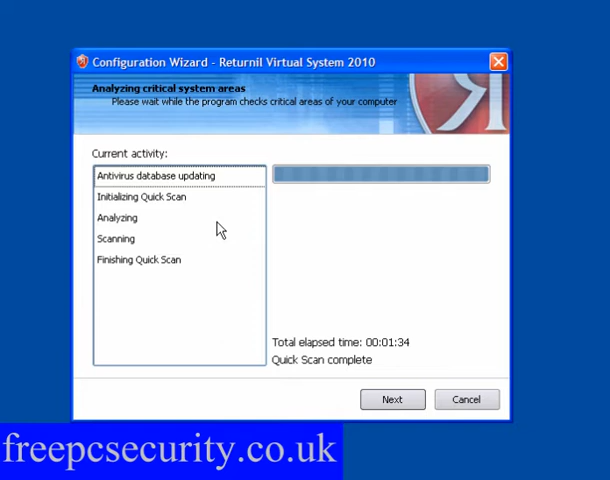 Configuration Wizard - Returnil Virtual System 2010
Analyzing critical system areas
Please wait while the program checks critical areas of your computer
Current activity:
Antivirus database updating
Initializing Quick Scan
Analyzing
Scanning
Finishing Quick Scan
Total elapsed time: 00:01:34
Quick Scan complete
Next
Cancel
freepcsecurity.co.uk